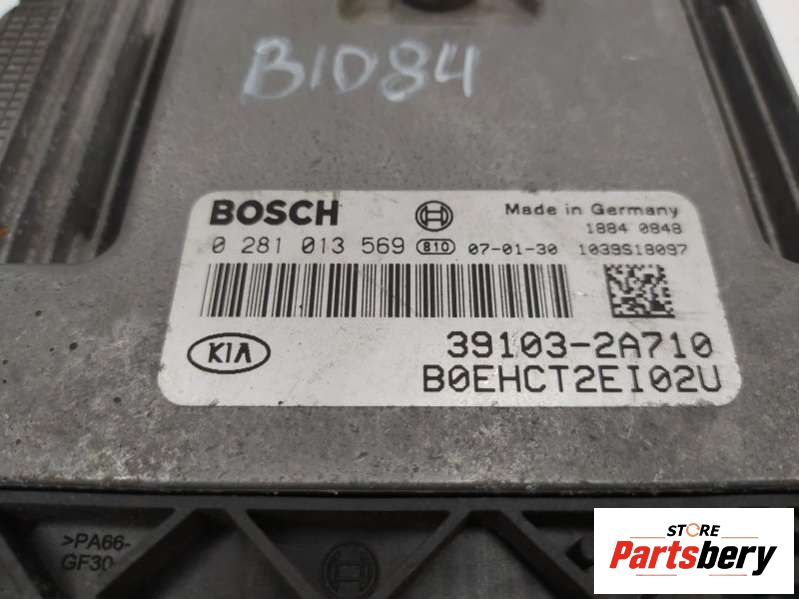 B1084
BOSCH Made in Germany
1884 0848
0 281 013 569 810 07-01-30 1039S18097
KIA 39103-2A710
B0EHCT2EI02U
>PA66-
GF30
STORE
Partsbery